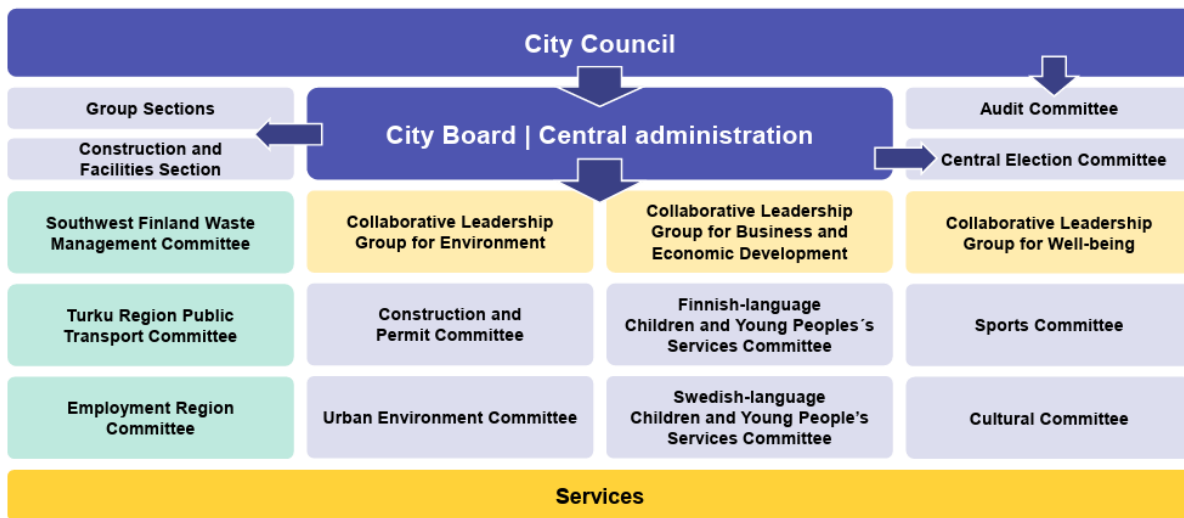 City Council
Group Sections
City Board | Central administration
Audit Committee
Construction and
Facilities Section
Central Election Committee
Southwest Finland Waste
Management Committee
Collaborative Leadership
Group for Environment
Collaborative Leadership
Group for Business and
Economic Development
Collaborative Leadership
Group for Well-being
Turku Region Public
Transport Committee
Construction and
Permit Committee
Finnish-language
Children and Young Peoples´s
Services Committee
Sports Committee
Employment Region
Committee
Urban Environment Committee
Swedish-language
Children and Young People’s
Services Committee
Cultural Committee
Services